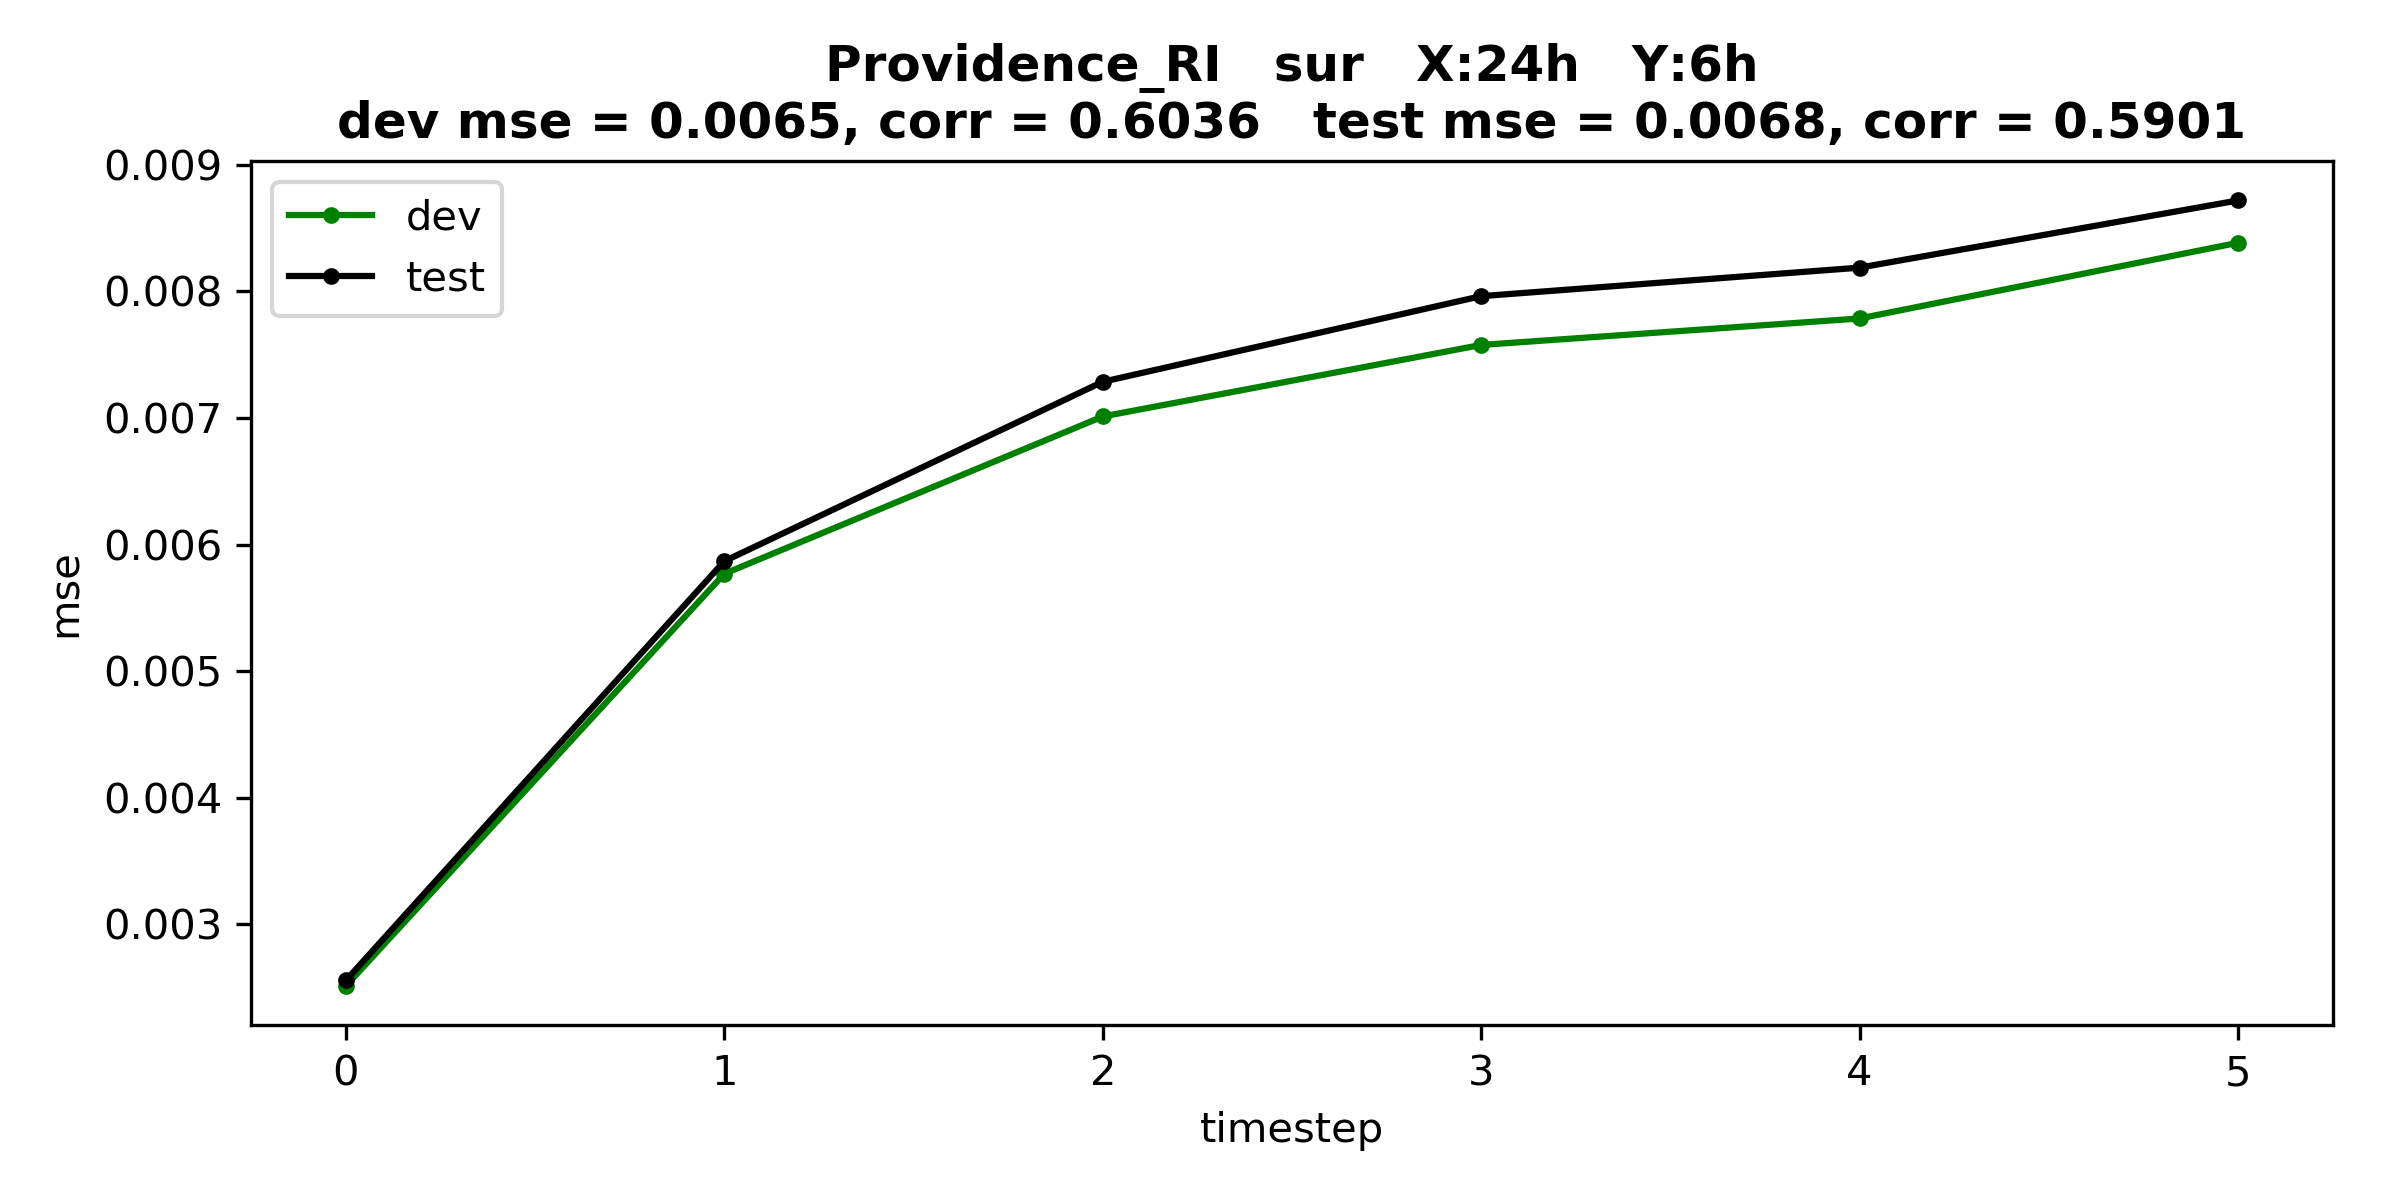 Providence_RI   sur   X:24h   Y:6h
dev mse = 0.0065, corr = 0.6036   test mse = 0.0068, corr = 0.5901
dev
test
mse
0.009
0.008
0.007
0.006
0.005
0.004
0.003
0 1 2 3 4 5
timestep